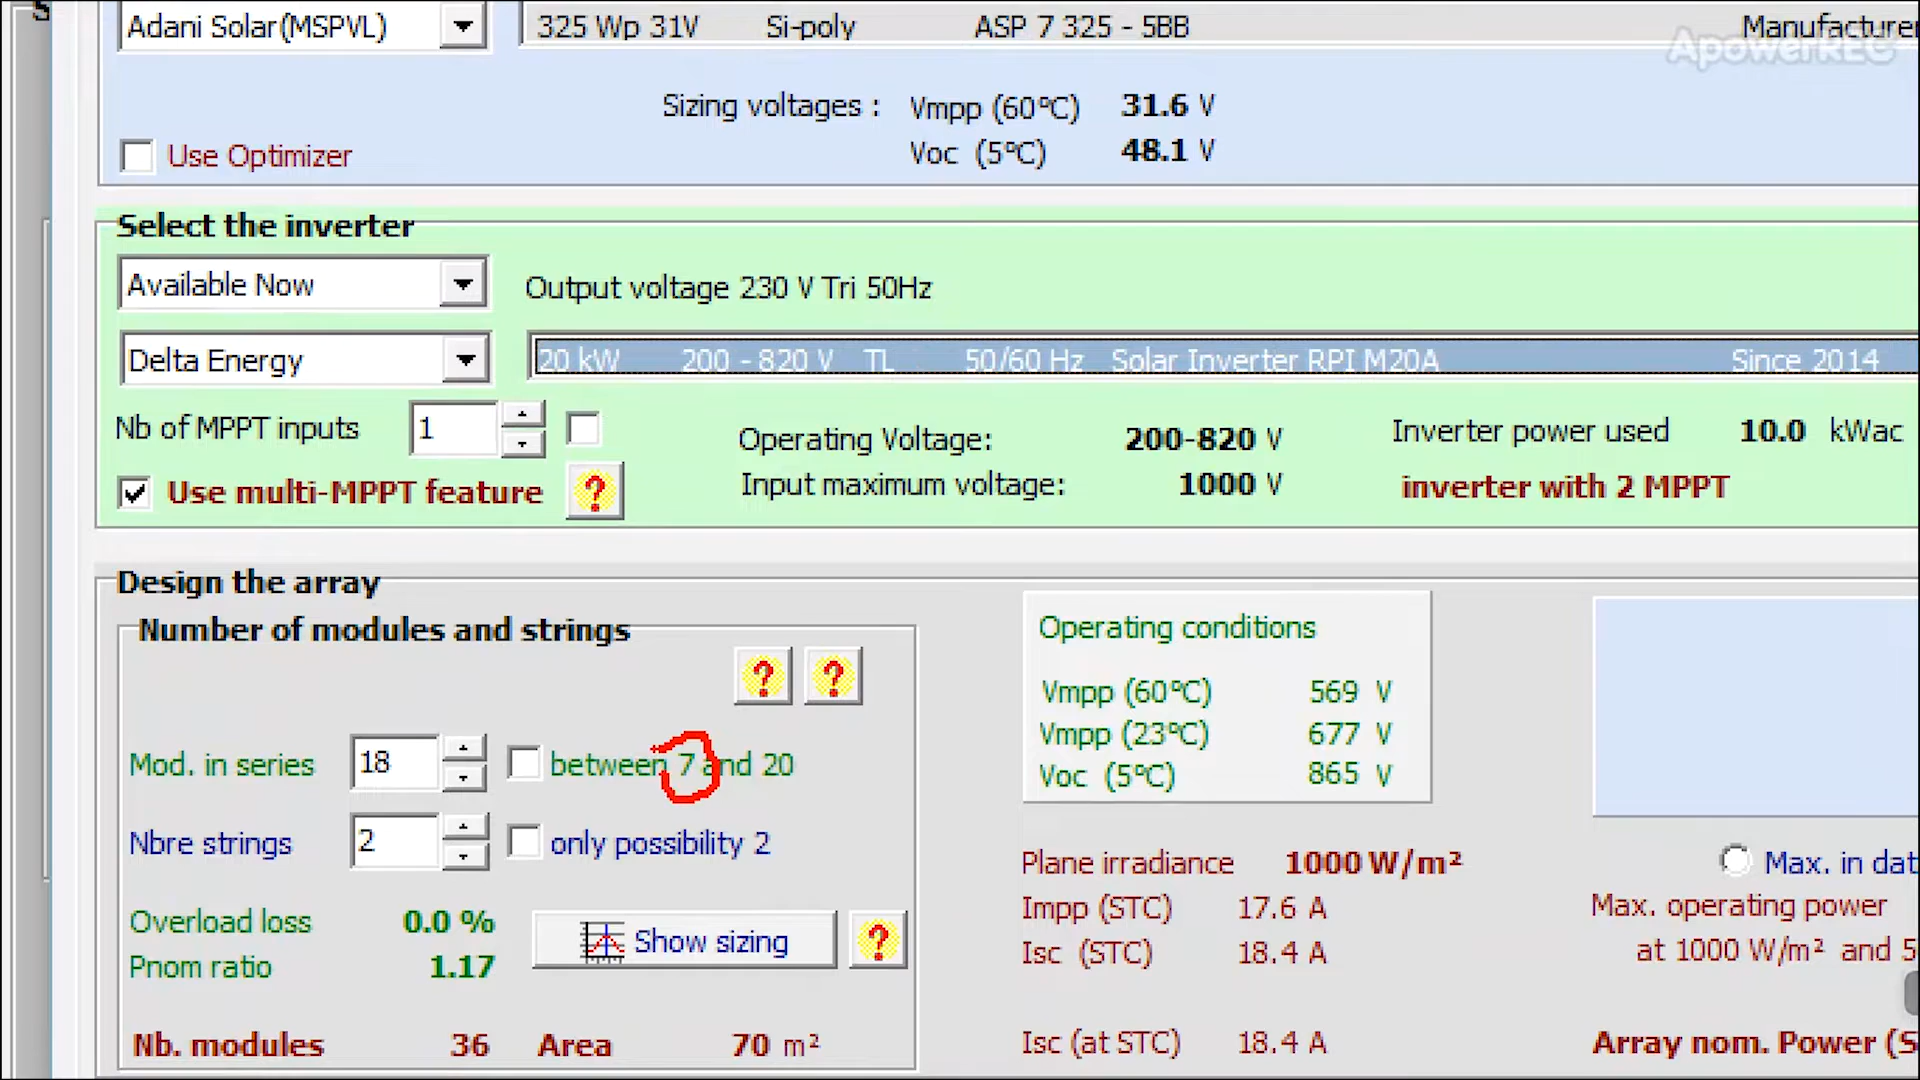 S
Adani Solar(MSPVL) 325 Wp 31V Si-poly ASP 7 325 - 5BB Manufacturer
ApowerREC
Sizing voltages : Vmpp (60°C) 31.6 V
Voc (5°C) 48.1 V
Use Optimizer
Select the inverter
Available Now Output voltage 230 V Tri 50Hz
Delta Energy 20 kW 200 - 820 V TL 50/60 Hz Solar Inverter RPI M20A Since 2014
Nb of MPPT inputs 1 Operating Voltage: 200-820 V Inverter power used 10.0 kWac
Use multi-MPPT feature ? Input maximum voltage: 1000 V inverter with 2 MPPT
Design the array
Number of modules and strings
? ?
Mod. in series 18 between 7 and 20
Nbre strings 2 only possibility 2
Overload loss 0.0 %
Pnom ratio 1.17
Show sizing ?
Nb. modules 36 Area 70 m²
Operating conditions
Vmpp (60°C) 569 V
Vmpp (23°C) 677 V
Voc (5°C) 865 V
Plane irradiance 1000 W/m²
Impp (STC) 17.6 A
Isc (STC) 18.4 A
Isc (at STC) 18.4 A
Max. in dat
Max. operating power
at 1000 W/m² and 5
Array nom. Power (S